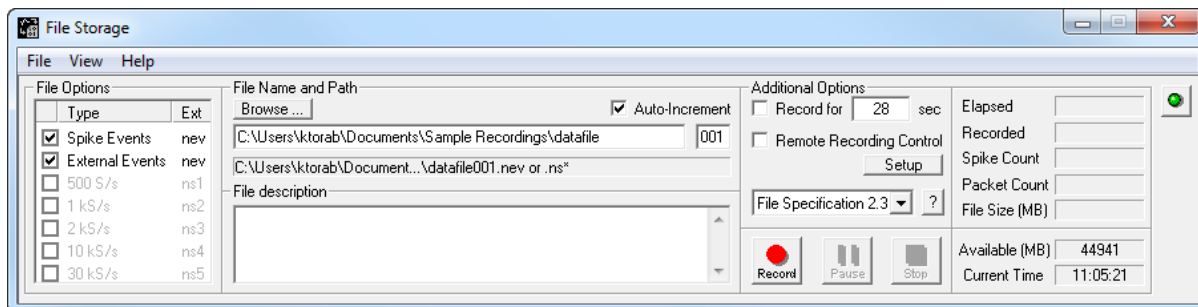 File Storage
File View Help
File Options
Type Ext
Spike Events nev
External Events nev
500 S/s ns1
1 kS/s ns2
2 kS/s ns3
10 kS/s ns4
30 kS/s ns5
File Name and Path
Browse ... Auto-Increment
C:\Users\ktorab\Documents\Sample Recordings\datafile 001
C:\Users\ktorab\Document...\datafile001.nev or .ns*
File description
Additional Options
Record for 28 sec
Remote Recording Control
Setup
File Specification 2.3 ?
Record Pause Stop
Elapsed
Recorded
Spike Count
Packet Count
File Size (MB)
Available (MB) 44941
Current Time 11:05:21